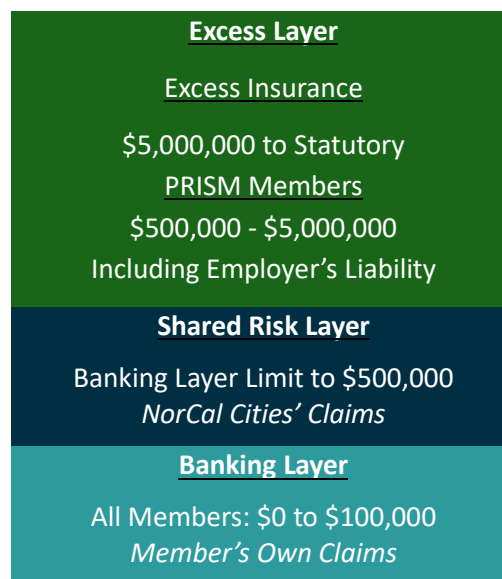 Excess Layer
Excess Insurance
$5,000,000 to Statutory
PRISM Members
$500,000 - $5,000,000
Including Employer’s Liability
Shared Risk Layer
Banking Layer Limit to $500,000
NorCal Cities’ Claims
Banking Layer
All Members: $0 to $100,000
Member’s Own Claims